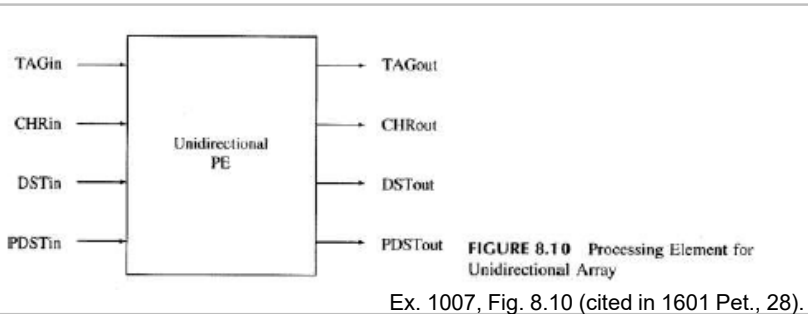 TAGin
TAGout
CHRin
CHRout
Unidirectional
PE
DSTin
DSTout
PDSTin
PDSTout
FIGURE 8.10 Processing Element for
Unidirectional Array
Ex. 1007, Fig. 8.10 (cited in 1601 Pet., 28).